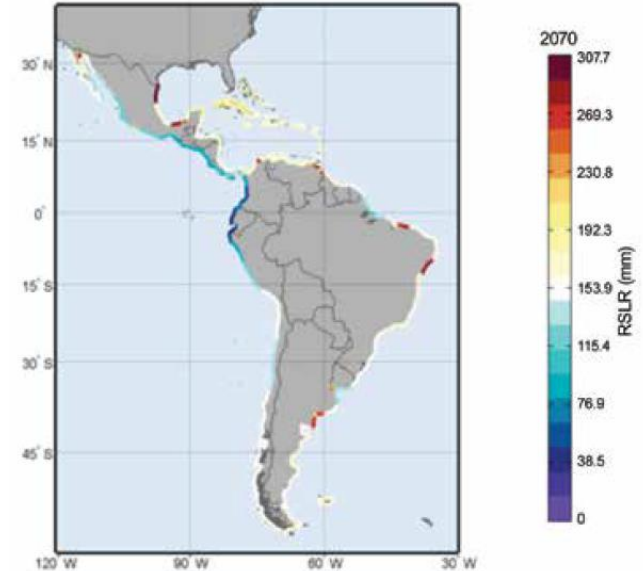 2070
307.7
269.3
230.8
192.3
153.9
115.4
76.9
38.5
0
RSLR (mm)
30° N
15° N
0°
15° S
30° S
45° S
120 W
90 W
60 W
30 W